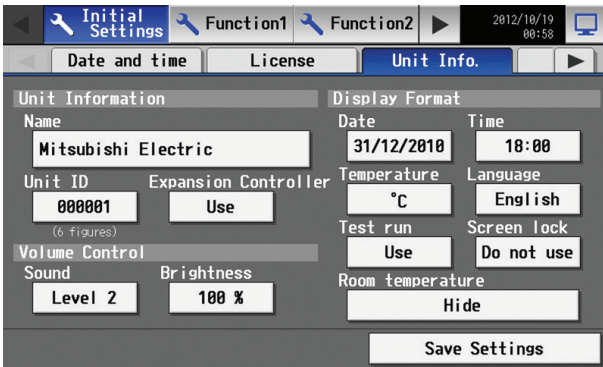 Initial
Settings
Function1
Function2
2012/10/19
00:58
Date and time
License
Unit Info.
Unit Information
Name
Mitsubishi Electric
Unit ID
Expansion Controller
000001
Use
(6 figures)
Volume Control
Sound
Brightness
Level 2
100 %
Display Format
Date
Time
31/12/2010
18:00
Temperature
Language
°C
English
Test run
Screen lock
Use
Do not use
Room temperature
Hide
Save Settings